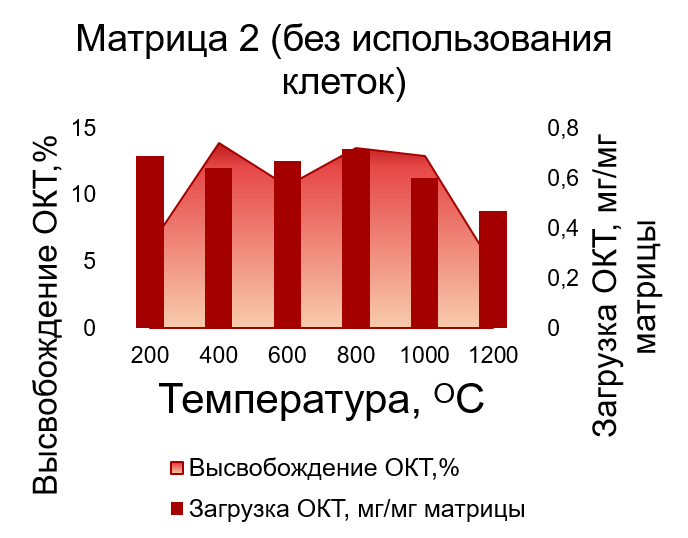 Матрица 2 (без использования
клеток)
Высвобождение ОКТ,%
15
10
5
0
0,8
0,6
0,4
0,2
0
Загрузка ОКТ, мг/мг
матрицы
200 400 600 800 1000 1200
Температура, ᴼС
Высвобождение ОКТ,%
Загрузка ОКТ, мг/мг матрицы